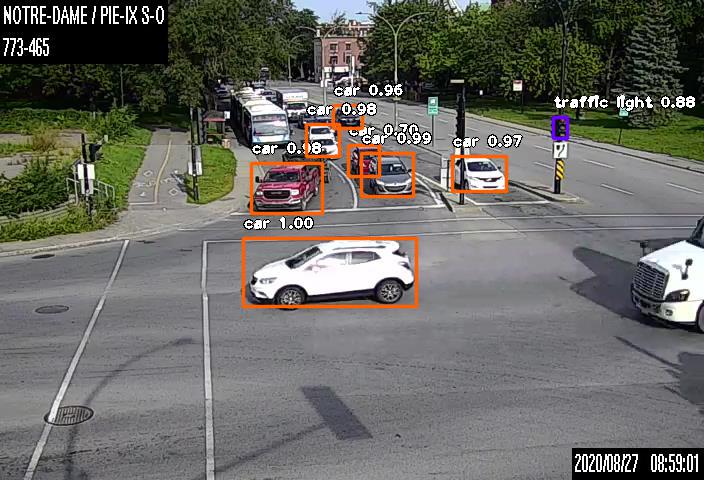 NOTRE-DAME / PIE-IX S-O
773-465
car 0.96
car 0.98
traffic light 0.88
car 0.70
car 0.99
car 0.97
car 0.98
car 1.00
2020/08/27 08:59:01